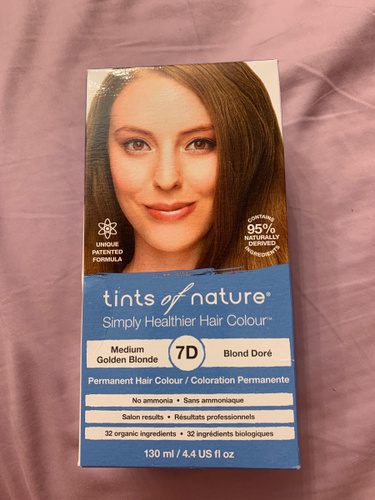 UNIQUE
PATENTED
FORMULA
CONTAINS
95%
NATURALLY
DERIVED
INGREDIENTS
tints of nature®
Simply Healthier Hair Colour™
Medium
Golden Blonde
7D
Blond Doré
Permanent Hair Colour / Coloration Permanente
No ammonia • Sans ammoniaque
Salon results • Résultats professionnels
32 organic ingredients • 32 ingrédients biologiques
130 ml / 4.4 US fl oz